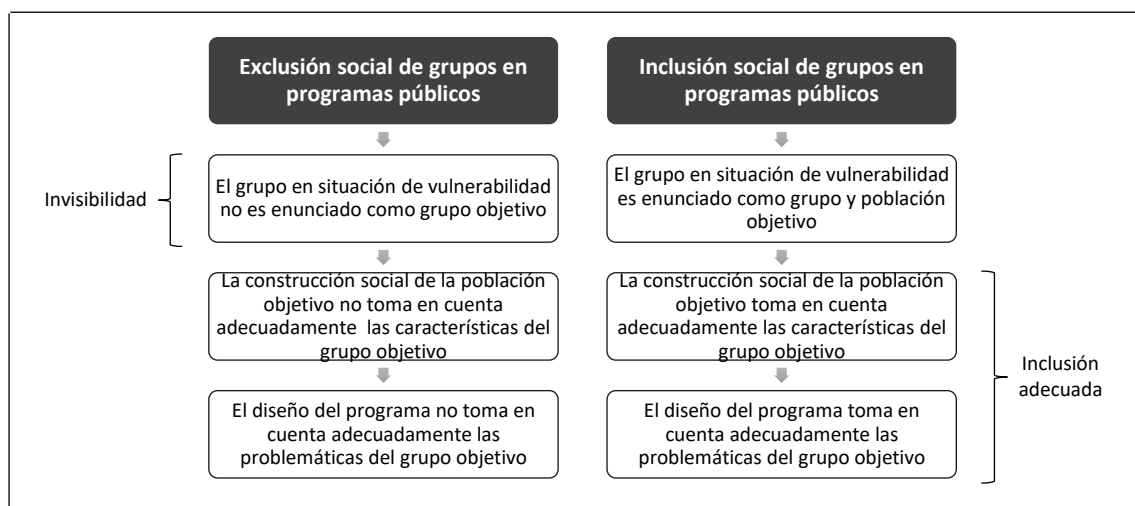 Exclusión social de grupos en
programas públicos
Inclusión social de grupos en
programas públicos
Invisibilidad
El grupo en situación de vulnerabilidad
no es enunciado como grupo objetivo
El grupo en situación de vulnerabilidad
es enunciado como grupo y población
objetivo
La construcción social de la población
objetivo no toma en cuenta
adecuadamente las características del
grupo objetivo
La construcción social de la población
objetivo toma en cuenta
adecuadamente las características del
grupo objetivo
Inclusión
adecuada
El diseño del programa no toma en
cuenta adecuadamente las
problemáticas del grupo objetivo
El diseño del programa toma en
cuenta adecuadamente las
problemáticas del grupo objetivo